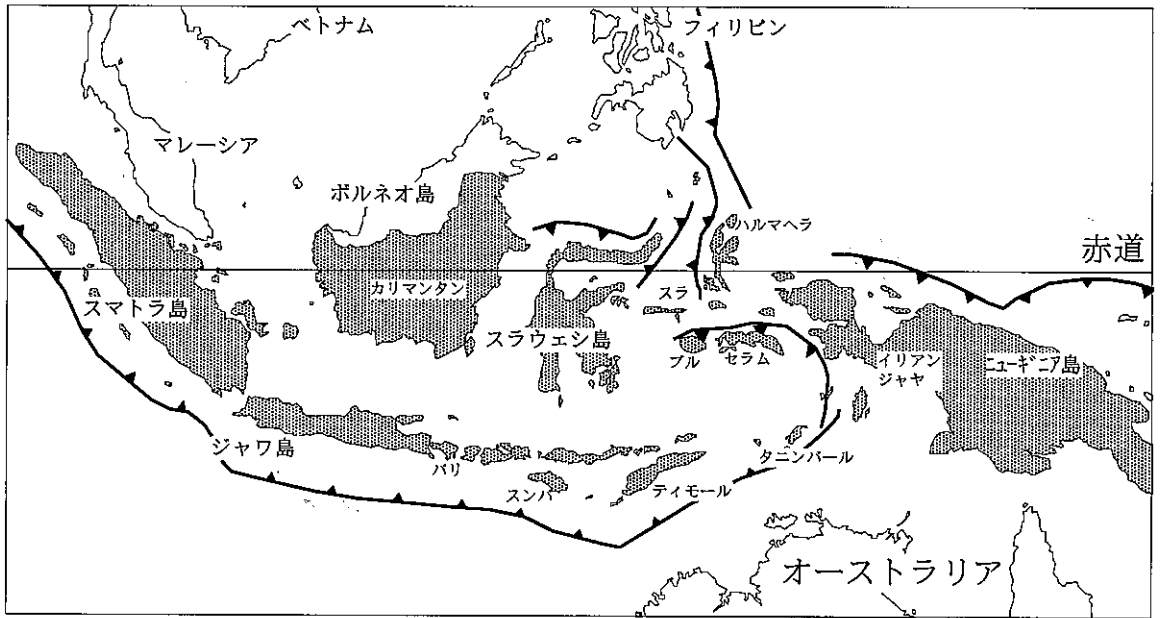 ベトナム
フィリピン
マレーシア
ボルネオ島
ハルマヘラ
赤道
カリマンタン
スマトラ島
スラ
スラウェシ島
ブル
セラム
イリアン
ジャヤ
ニューギニア島
ジャワ島
バリ
タニンバール
スンバ
ティモール
オーストラリア